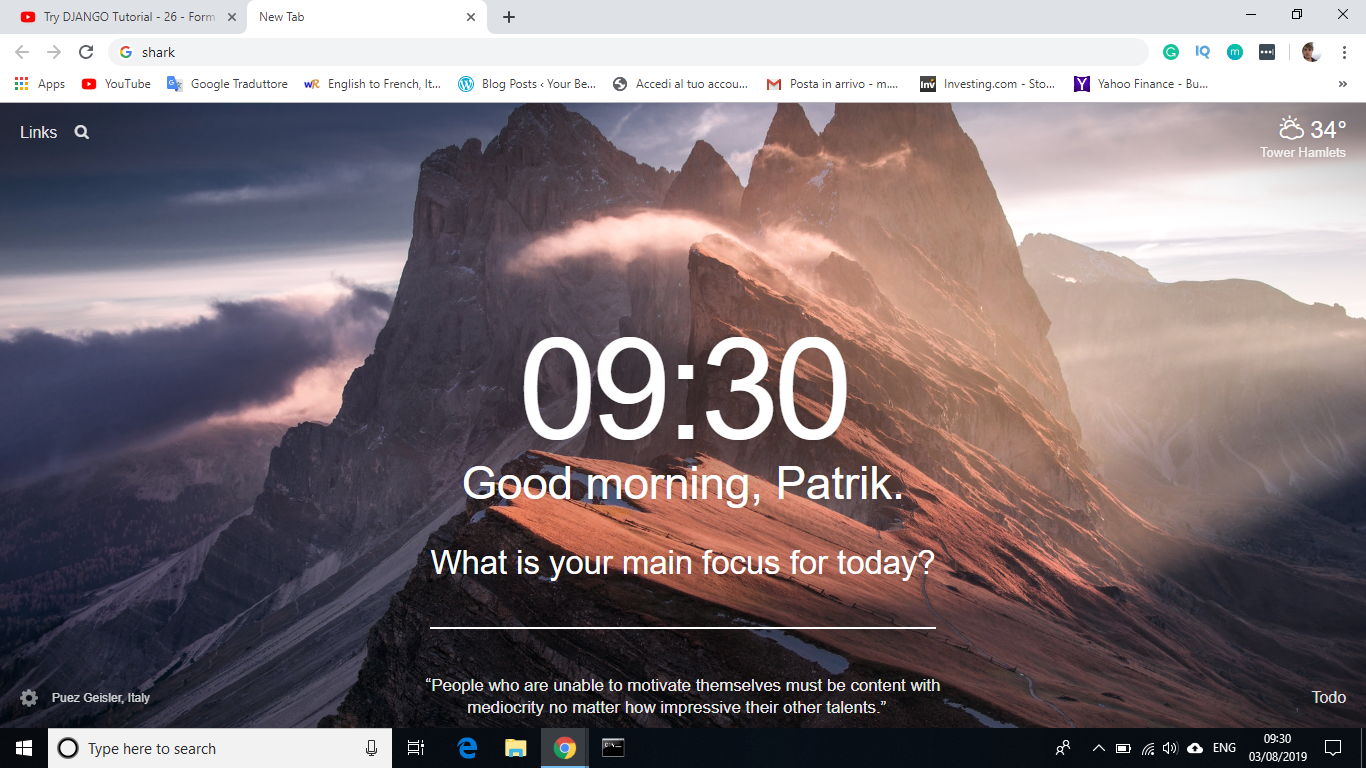 Try DJANGO Tutorial - 26 - Form
New Tab
shark
Apps
YouTube
Google Traduttore
English to French, It...
Blog Posts ‹ Your Be...
Accedi al tuo accou...
Posta in arrivo - m....
Investing.com - Sto...
Yahoo Finance - Bu...
Links
34°
Tower Hamlets
09:30
Good morning, Patrik.
What is your main focus for today?
“People who are unable to motivate themselves must be content with
mediocrity no matter how impressive their other talents.”
Puez Geisler, Italy
Todo
Type here to search
ENG
09:30
03/08/2019